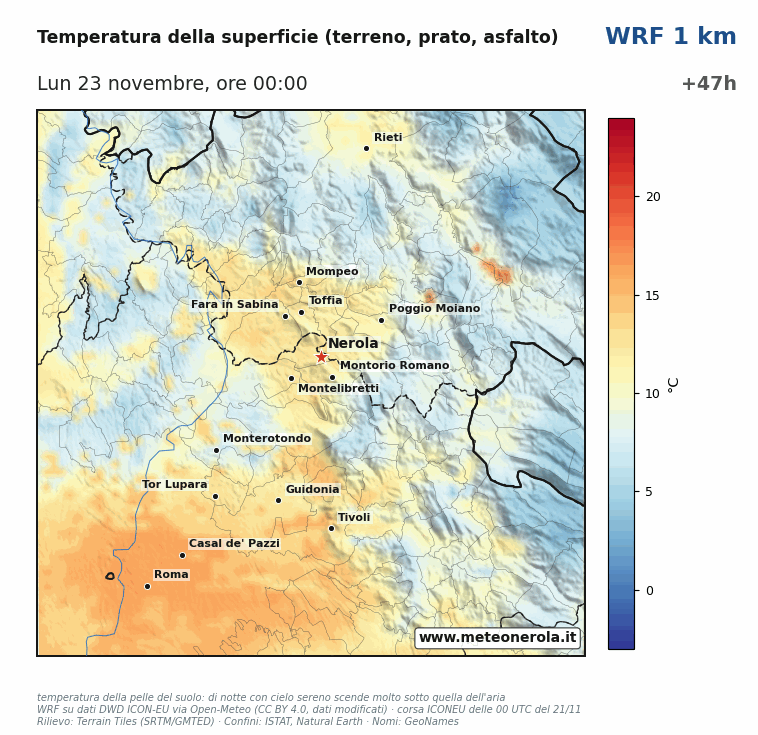 Temperatura della superficie (terreno, prato, asfalto)
WRF 1 km
Lun 23 novembre, ore 00:00
+47h
Rieti
Mompeo
Toffia
Fara in Sabina
Poggio Moiano
Nerola
Montorio Romano
Montelibretti
Monterotondo
Tor Lupara
Guidonia
Tivoli
Casal de' Pazzi
Roma
www.meteonerola.it
20
15
10
5
0
°C
temperatura della pelle del suolo: di notte con cielo sereno scende molto sotto quella dell'aria
WRF su dati DWD ICON-EU via Open-Meteo (CC BY 4.0, dati modificati) · corsa ICONEU delle 00 UTC del 21/11
Rilievo: Terrain Tiles (SRTM/GMTED) · Confini: ISTAT, Natural Earth · Nomi: GeoNames